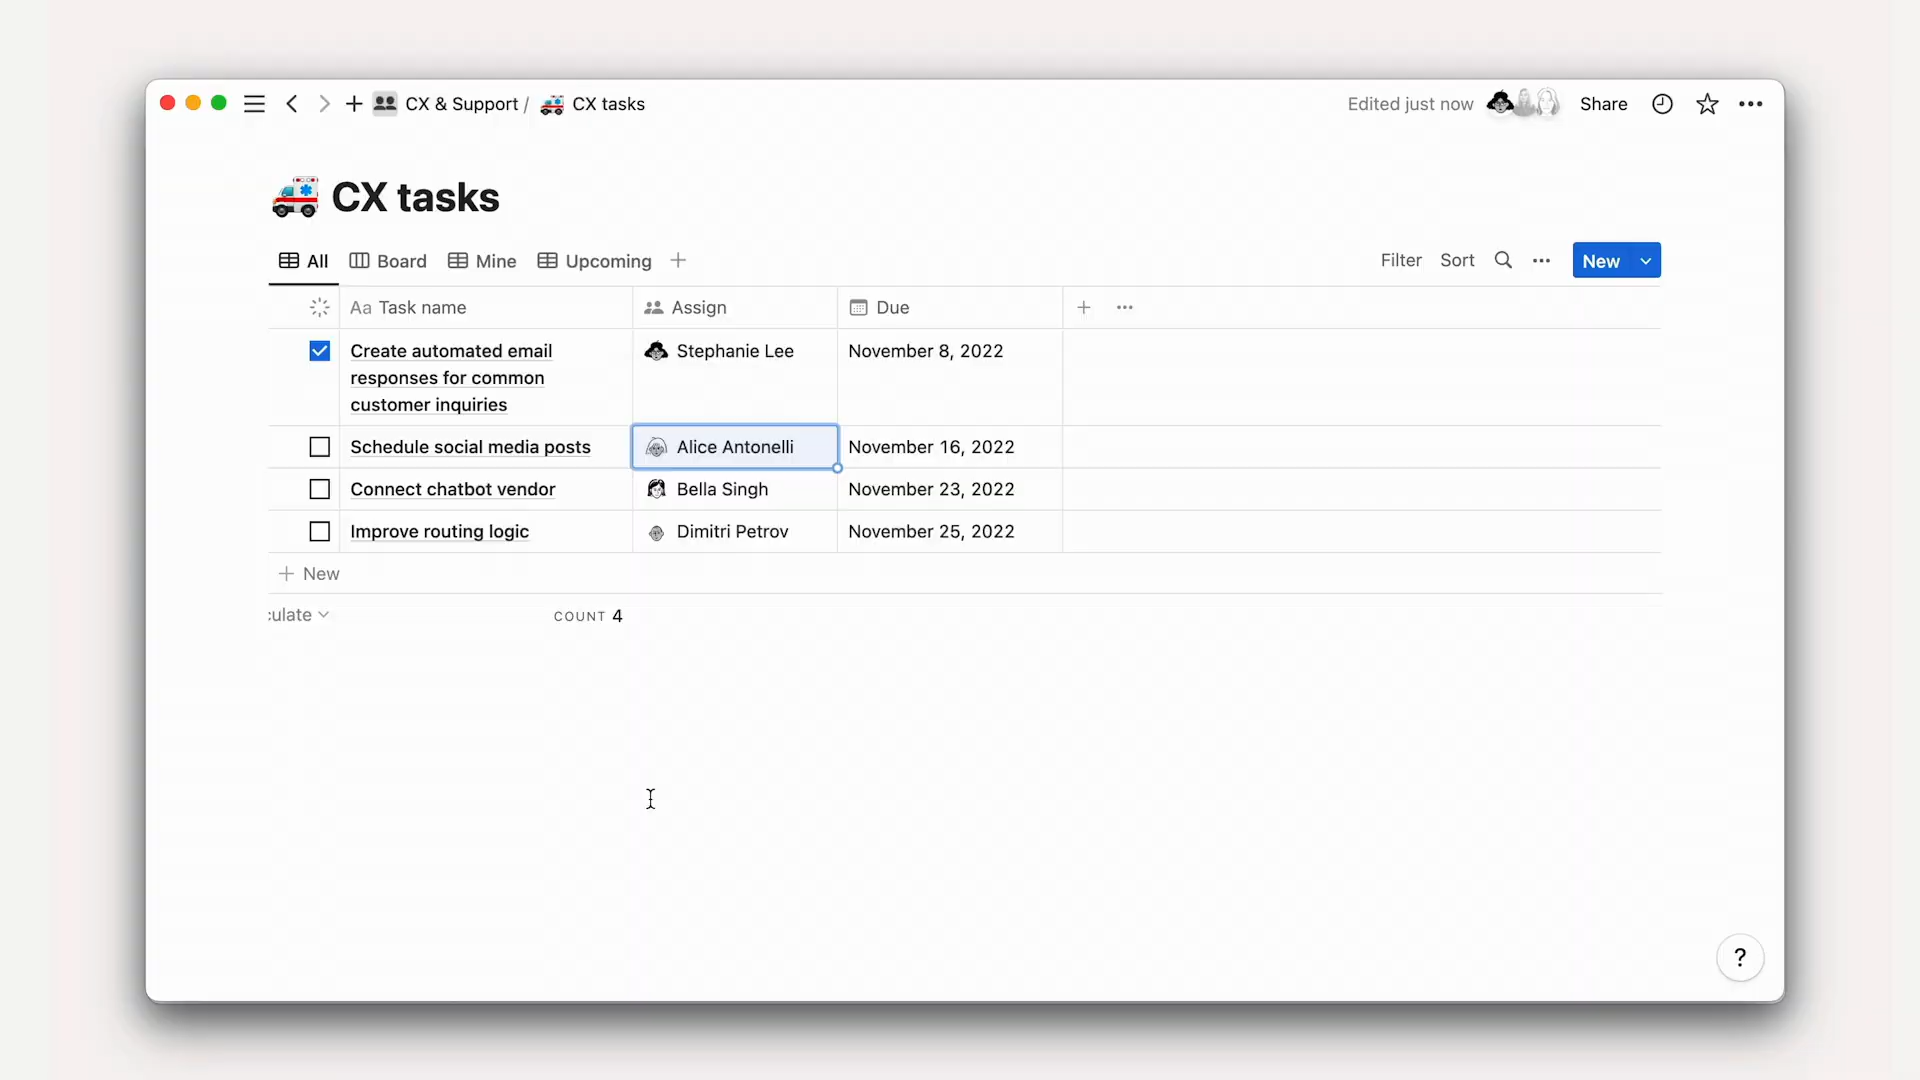 CX & Support / CX tasks
Edited just now
Share
CX tasks
All
Board
Mine
Upcoming
Filter
Sort
New
Aa Task name
Assign
Due
Create automated email
responses for common
customer inquiries
Stephanie Lee
November 8, 2022
Schedule social media posts
Alice Antonelli
November 16, 2022
Connect chatbot vendor
Bella Singh
November 23, 2022
Improve routing logic
Dimitri Petrov
November 25, 2022
+ New
culate
COUNT 4
?